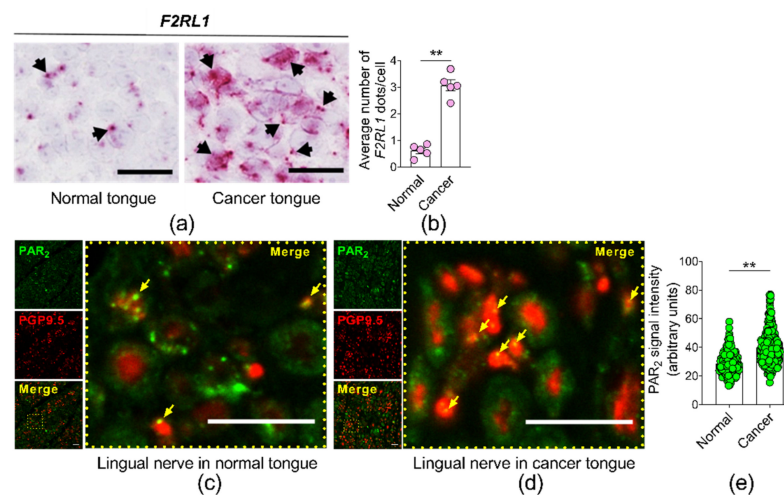 F2RL1
Normal tongue
Cancer tongue
(a)
Average number of
F2RL1 dots/cell
4
3
2
1
0
**
Normal
Cancer
(b)
PAR2
PGP9.5
Merge
Merge
Lingual nerve in normal tongue
(c)
PAR2
PGP9.5
Merge
Merge
Lingual nerve in cancer tongue
(d)
PAR2 signal intensity
(arbitrary units)
100
80
60
40
20
0
**
Normal
Cancer
(e)